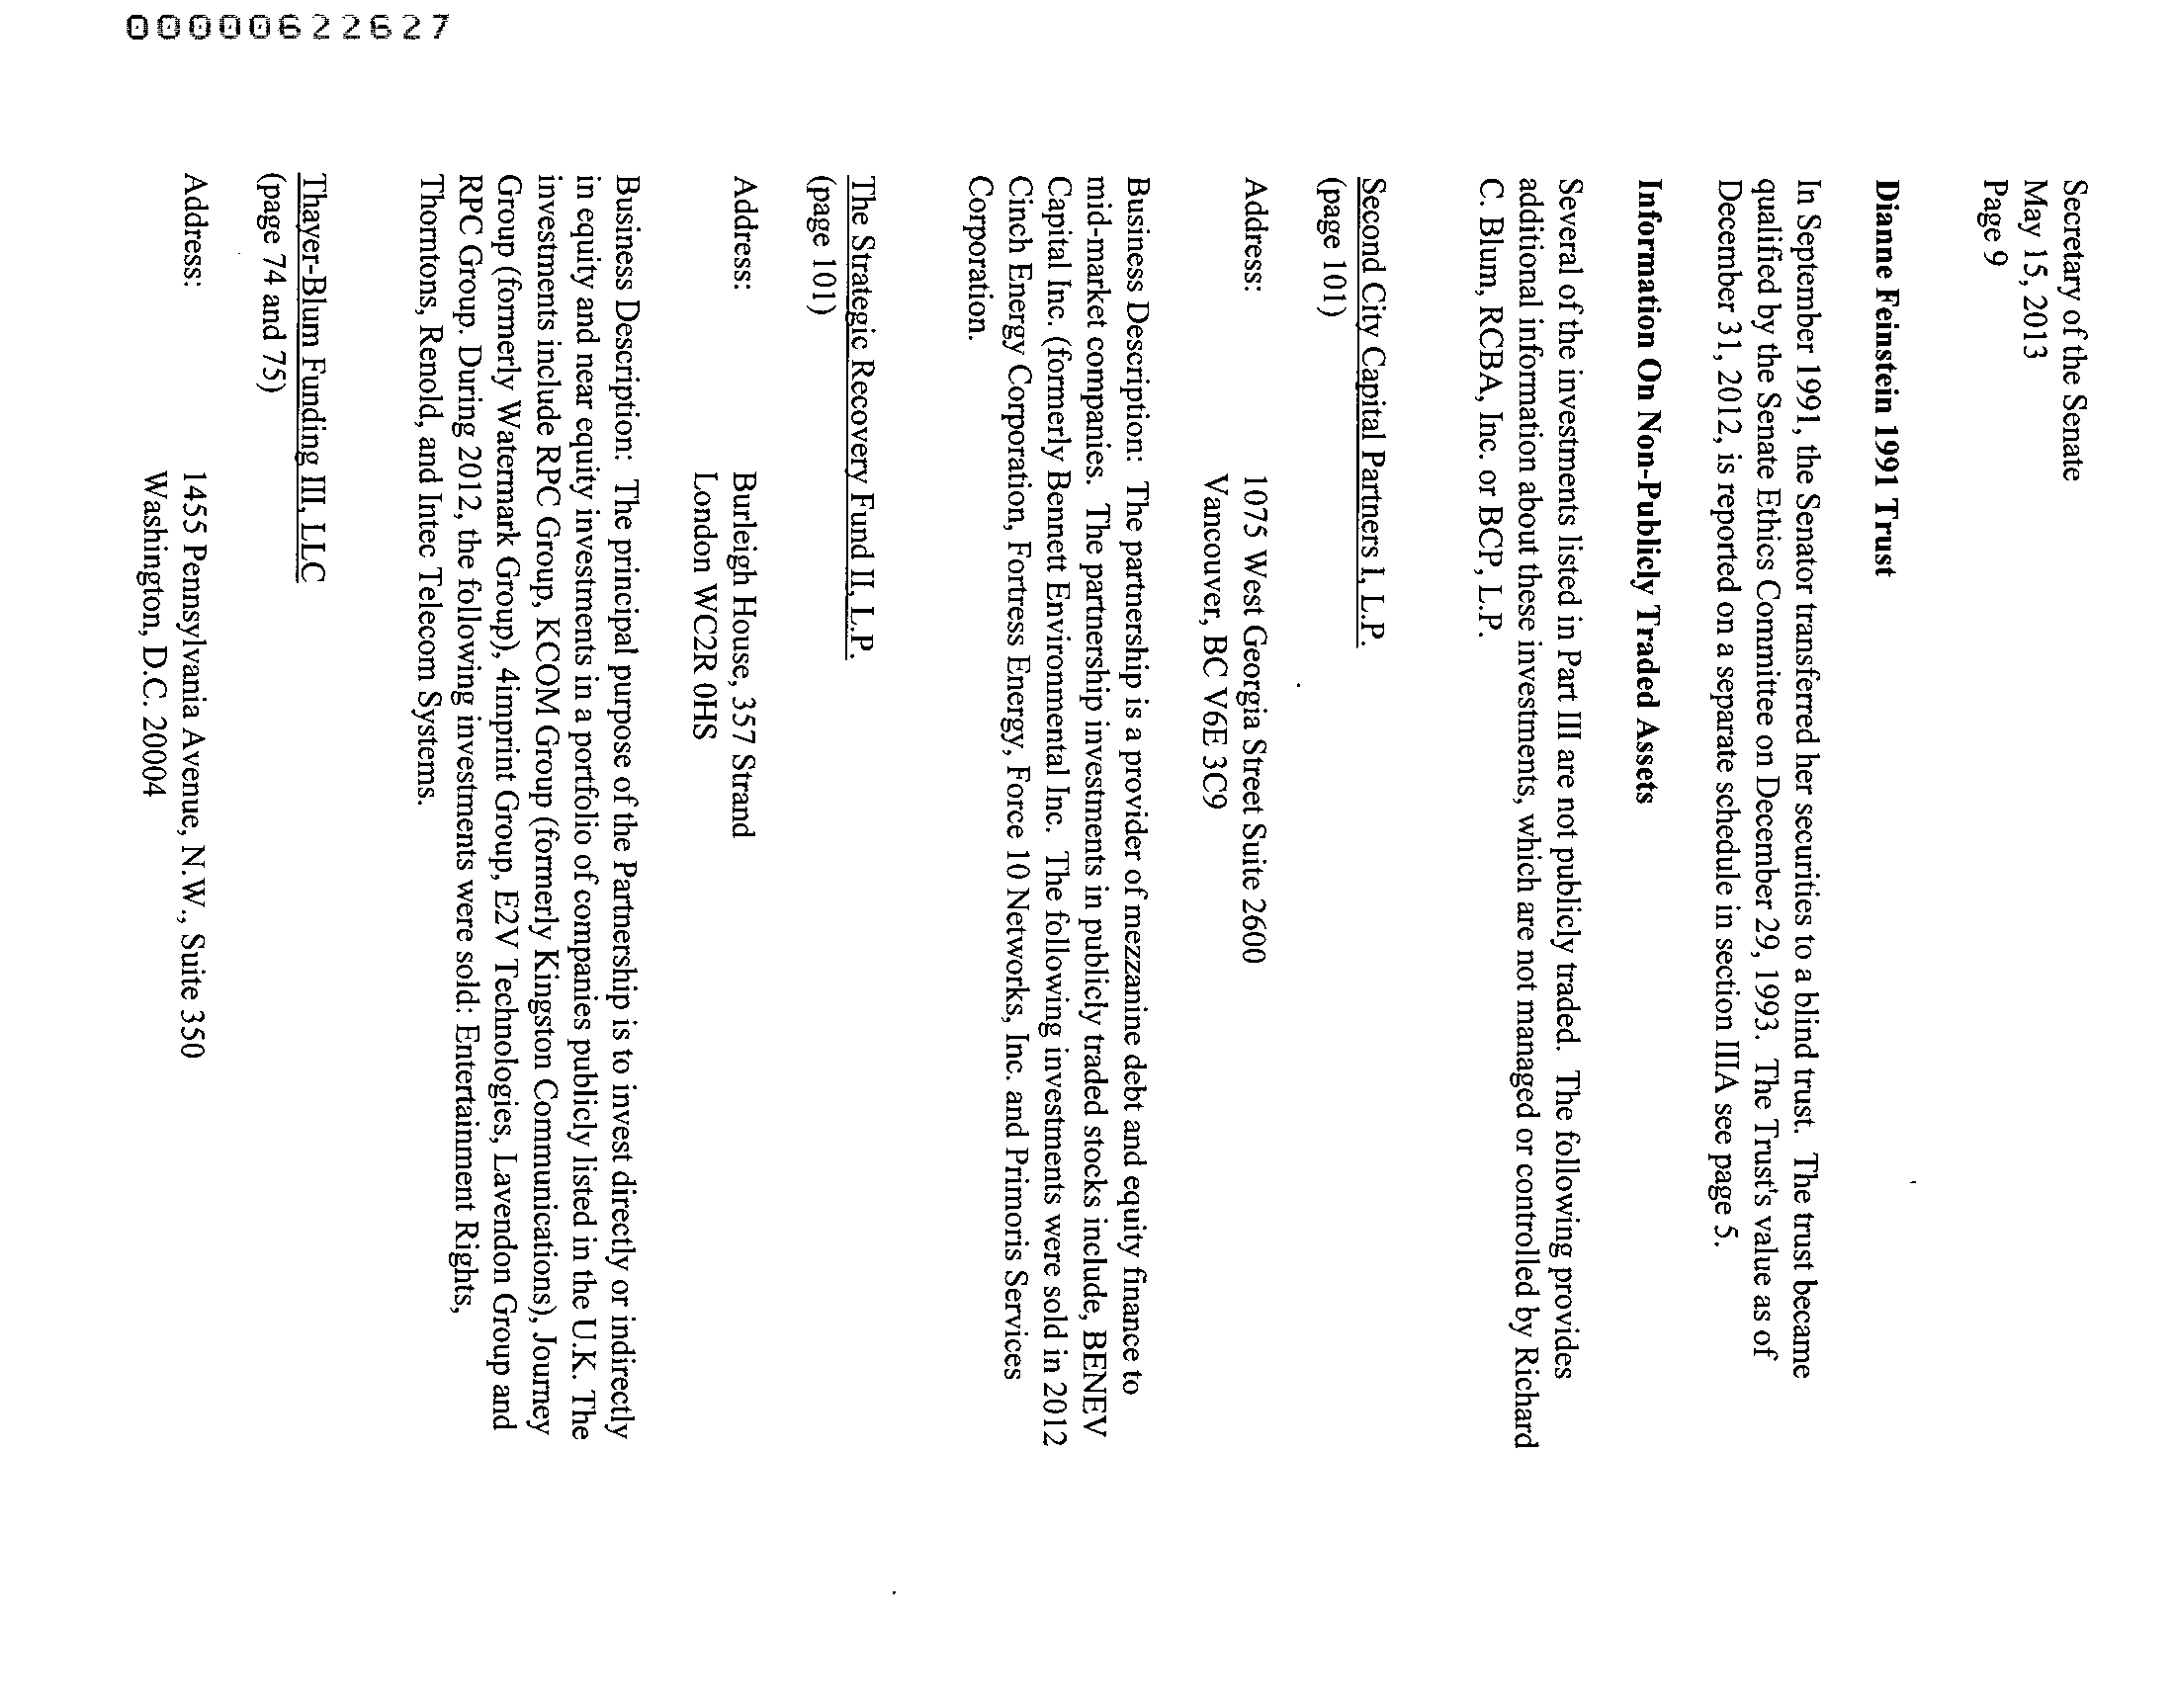 00000622627
Secretary of the Senate
May 15, 2013
Page 9
Dianne Feinstein 1991 Trust
In September 1991, the Senator transferred her securities to a blind trust. The trust became
qualified by the Senate Ethics Committee on December 29, 1993. The Trust's value as of
December 31, 2012, is reported on a separate schedule in section IIIA see page 5.
Information On Non-Publicly Traded Assets
Several of the investments listed in Part III are not publicly traded. The following provides
additional information about these investments, which are not managed or controlled by Richard
C. Blum, RCBA, Inc. or BCP, L.P.
Second City Capital Partners I, L.P.
(page 101)
Address: 1075 West Georgia Street Suite 2600
Vancouver, BC V6E 3C9
Business Description: The partnership is a provider of mezzanine debt and equity finance to
mid-market companies. The partnership investments in publicly traded stocks include, BENEV
Capital Inc. (formerly Bennett Environmental Inc. The following investments were sold in 2012
Cinch Energy Corporation, Fortress Energy, Force 10 Networks, Inc. and Primoris Services
Corporation.
The Strategic Recovery Fund II, L.P.
(page 101)
Address: Burleigh House, 357 Strand
London WC2R 0HS
Business Description: The principal purpose of the Partnership is to invest directly or indirectly
in equity and near equity investments in a portfolio of companies publicly listed in the U.K. The
investments include RPC Group, KCOM Group (formerly Kingston Communications), Journey
Group (formerly Watermark Group), 4imprint Group, E2V Technologies, Lavendon Group and
RPC Group. During 2012, the following investments were sold: Entertainment Rights,
Thorntons, Renold, and Intec Telecom Systems.
Thayer-Blum Funding III, LLC
(page 74 and 75)
Address: 1455 Pennsylvania Avenue, N.W., Suite 350
Washington, D.C. 20004